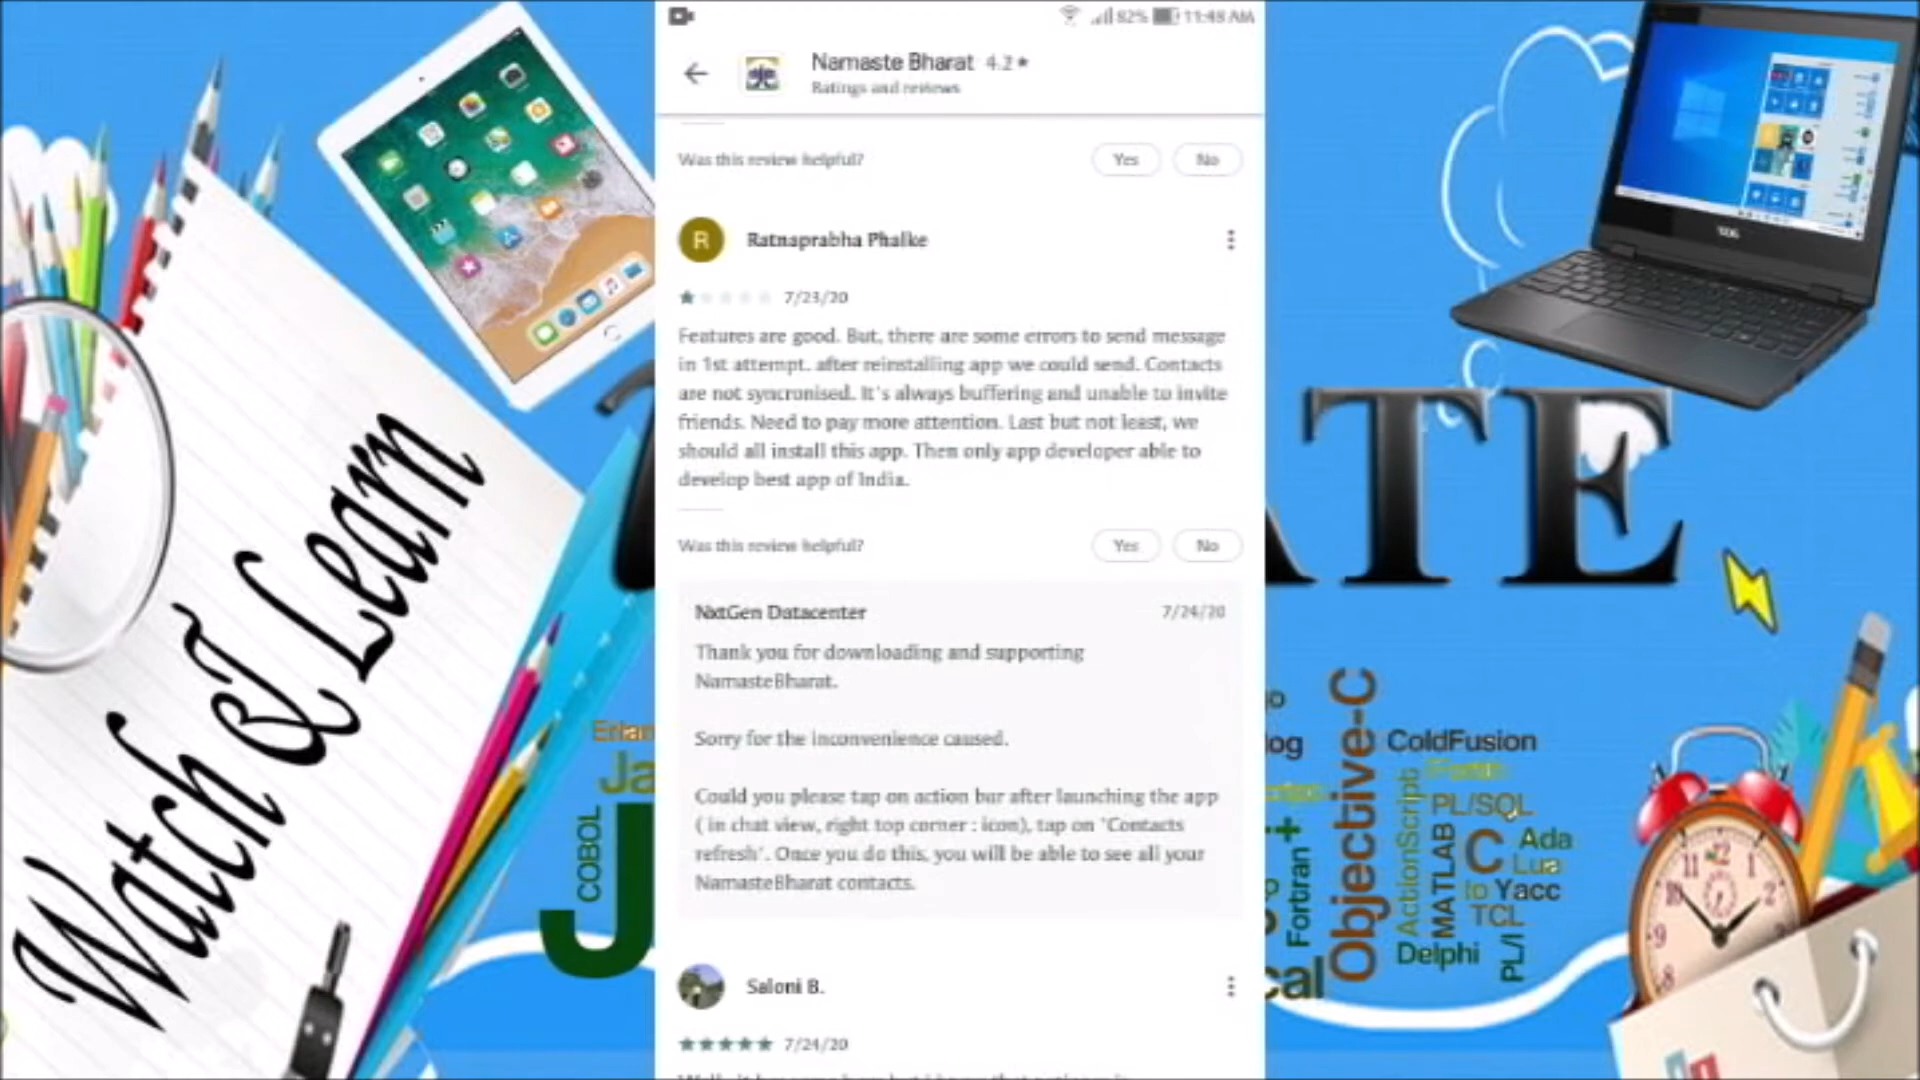 82% 11:48 AM
Namaste Bharat 4.2★
Ratings and reviews
Was this review helpful? Yes No
R Ratnaprabha Phalke
7/23/20
Features are good. But, there are some errors to send message
in 1st attempt. after reinstalling app we could send. Contacts
are not syncronised. It's always buffering and unable to invite
friends. Need to pay more attention. Last but not least, we
should all install this app. Then only app developer able to
develop best app of India.
Was this review helpful? Yes No
NxtGen Datacenter 7/24/20
Thank you for downloading and supporting
NamasteBharat.
Sorry for the inconvenience caused.
Could you please tap on action bar after launching the app
( in chat view, right top corner : icon), tap on "Contacts
refresh". Once you do this, you will be able to see all your
NamasteBharat contacts.
Saloni B.
7/24/20
Watch & Learn
ATE
Erlan
Ja
COBOL
J
Objective-C
ColdFusion
ActionScript
PL/SQL
MATLAB
C
Ada
Lua
Io
Yacc
TCL
Delphi
PL/I
Fortran
cal
log